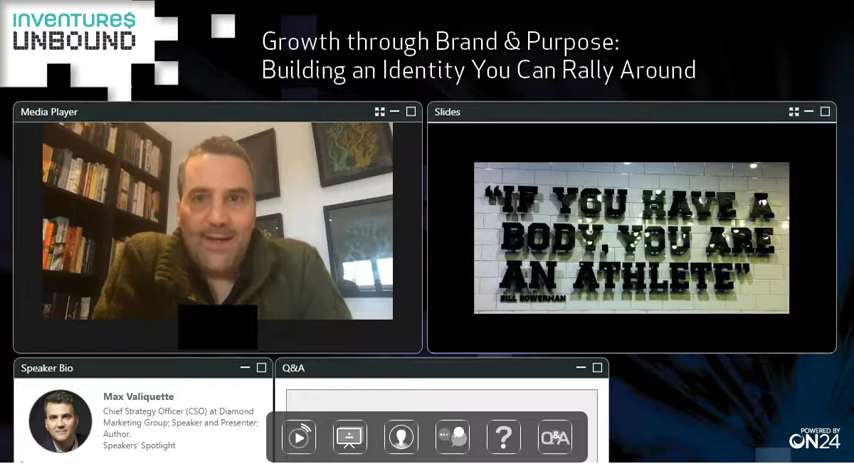 INVENTURE$
UNBOUND
Growth through Brand & Purpose:
Building an Identity You Can Rally Around
Media Player
Slides
“IF YOU HAVE A
BODY, YOU ARE
AN ATHLETE”
BILL BOWERMAN
Speaker Bio
Q&A
Max Valiquette
Chief Strategy Officer (CSO) at Diamond
Marketing Group; Speaker and Presenter;
Author.
Speakers' Spotlight
?
Q&A
POWERED BY
ON24